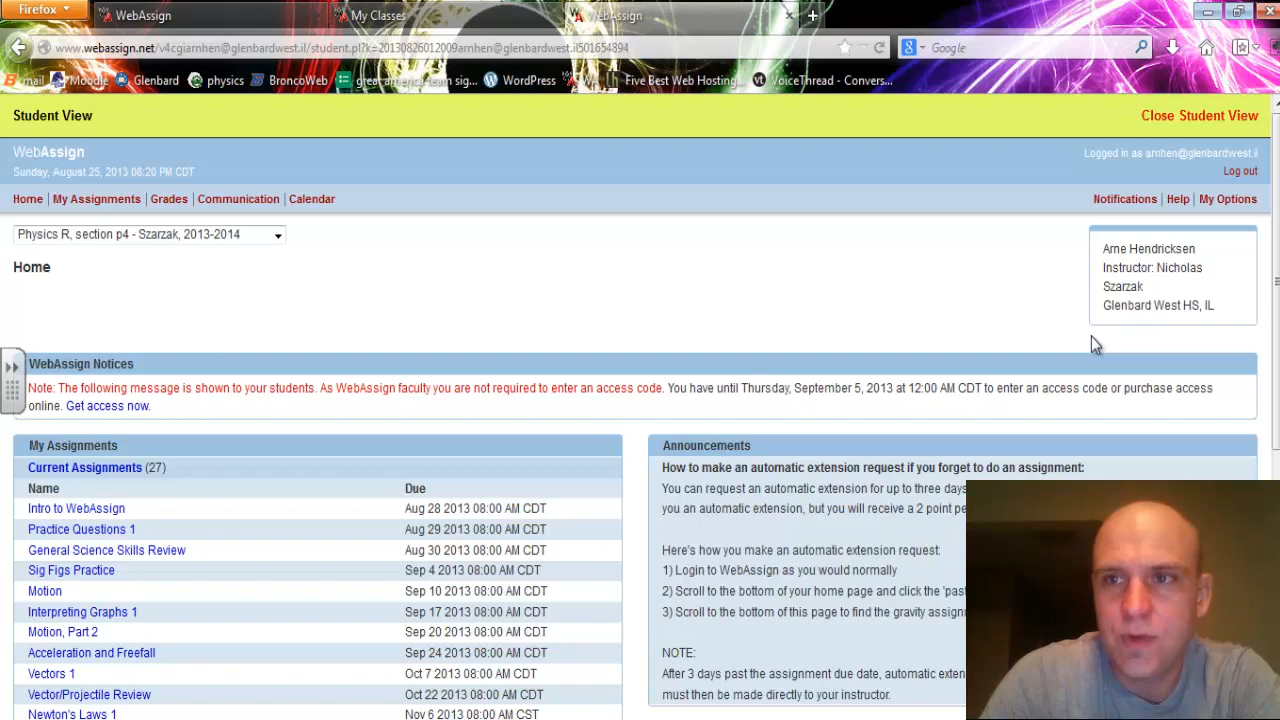 Firefox
WebAssign
My Classes
WebAssign
www.webassign.net/v4cgiarnhen@glenbardwest.il/student.pl?k=20130826012009arnhen@glenbardwest.il501654894
Google
mail
Moodle
Glenbard
physics
BroncoWeb
great americi-team sig...
WordPress
WA
Five Best Web Hosting...
VoiceThread - Convers...
Student View
Close Student View
WebAssign
Logged in as arnhen@glenbardwest.il
Sunday, August 25, 2013 08:20 PM CDT
Log out
Home | My Assignments | Grades | Communication | Calendar
Notifications | Help | My Options
Physics R, section p4 - Szarzak, 2013-2014
Home
Arne Hendricksen
Instructor: Nicholas
Szarzak
Glenbard West HS, IL
WebAssign Notices
Note: The following message is shown to your students. As WebAssign faculty you are not required to enter an access code. You have until Thursday, September 5, 2013 at 12:00 AM CDT to enter an access code or purchase access
online. Get access now.
My Assignments
Current Assignments (27)
Name Due
Intro to WebAssign Aug 28 2013 08:00 AM CDT
Practice Questions 1 Aug 29 2013 08:00 AM CDT
General Science Skills Review Aug 30 2013 08:00 AM CDT
Sig Figs Practice Sep 4 2013 08:00 AM CDT
Motion Sep 10 2013 08:00 AM CDT
Interpreting Graphs 1 Sep 17 2013 08:00 AM CDT
Motion, Part 2 Sep 20 2013 08:00 AM CDT
Acceleration and Freefall Sep 24 2013 08:00 AM CDT
Vectors 1 Oct 7 2013 08:00 AM CDT
Vector/Projectile Review Oct 22 2013 08:00 AM CDT
Newton's Laws 1 Nov 6 2013 08:00 AM CST
Announcements
How to make an automatic extension request if you forget to do an assignment:
You can request an automatic extension for up to three days
you an automatic extension, but you will receive a 2 point pe
Here's how you make an automatic extension request:
1) Login to WebAssign as you would normally
2) Scroll to the bottom of your home page and click the 'pas
3) Scroll to the bottom of this page to find the gravity assign
NOTE:
After 3 days past the assignment due date, automatic exten
must then be made directly to your instructor.